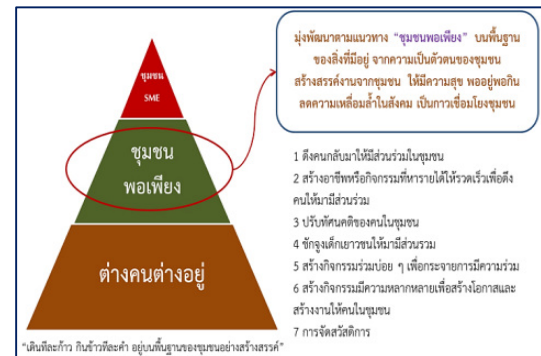 ชุมชน
SME
ชุมชน
พอเพียง
ต่างคนต่างอยู่
"เดินทีละก้าว กินข้าวทีละคำ อยู่บนพื้นฐานของชุมชนอย่างสร้างสรรค์"
มุ่งพัฒนาตามแนวทาง "ชุมชนพอเพียง" บนพื้นฐาน
ของสิ่งที่มีอยู่ จากความเป็นตัวตนของชุมชน
สร้างสรรค์งานจากชุมชน ให้มีความสุข พออยู่พอกิน
ลดความเหลื่อมล้ำในสังคม เป็นกาวเชื่อมโยงชุมชน
1 ดึงคนกลับมาให้มีส่วนร่วมในชุมชน
2 สร้างอาชีพหรือกิจกรรมที่หารายได้ให้รวดเร็วเพื่อดึง
คนให้มามีส่วนร่วม
3 ปรับทัศนคติของคนในชุมชน
4 ชักจูงเด็กเยาวชนให้มามีส่วนรวม
5 สร้างกิจกรรมร่วมบ่อย ๆ เพื่อกระจายการมีความร่วม
6 สร้างกิจกรรมมีความหลากหลายเพื่อสร้างโอกาสและ
สร้างงานให้คนในชุมชน
7 การจัดสวัสดิการ